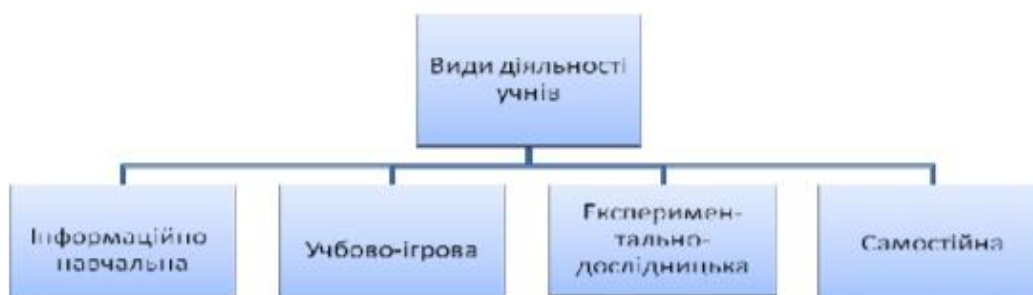 Види діяльності
учнів
Інформаційно
навчальна
Учбово-ігрова
Експеримен-
тально-
дослідницька
Самостійна